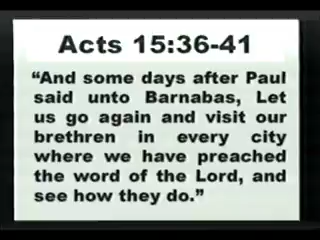 Acts 15:36-41
“And some days after Paul
said unto Barnabas, Let
us go again and visit our
brethren in every city
where we have preached
the word of the Lord, and
see how they do.”